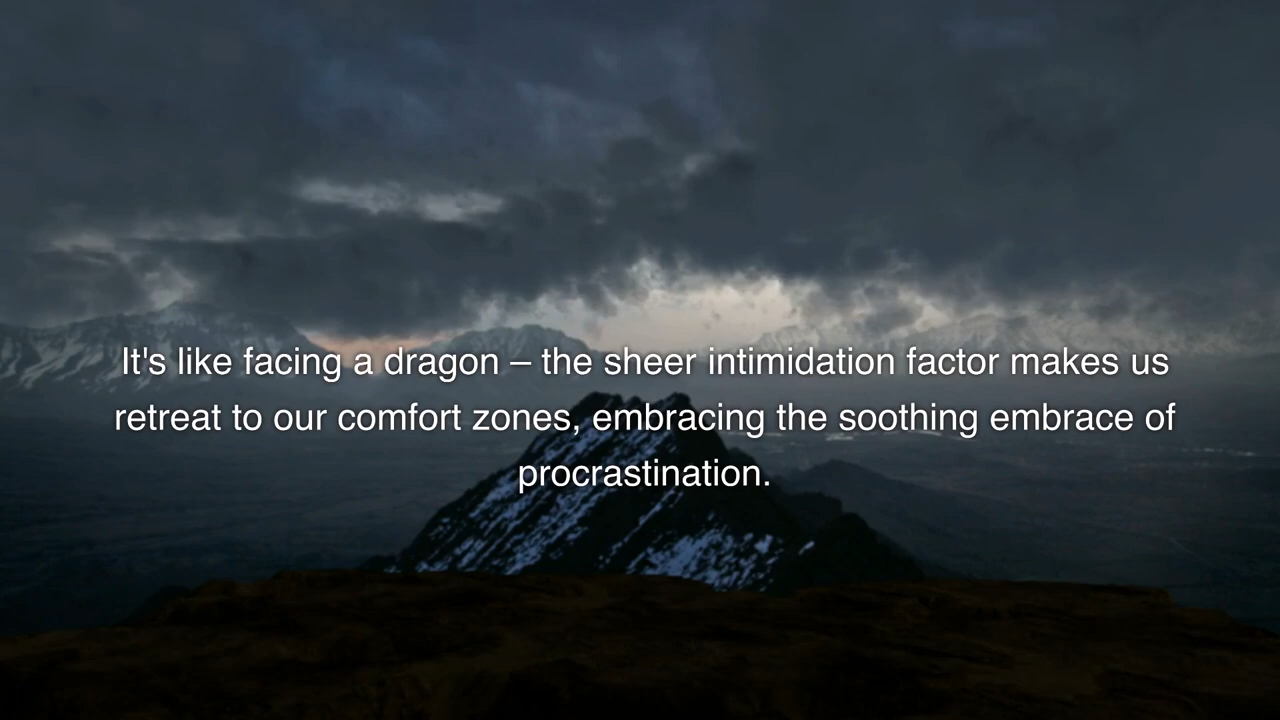 It's like facing a dragon – the sheer intimidation factor makes us
retreat to our comfort zones, embracing the soothing embrace of
procrastination.